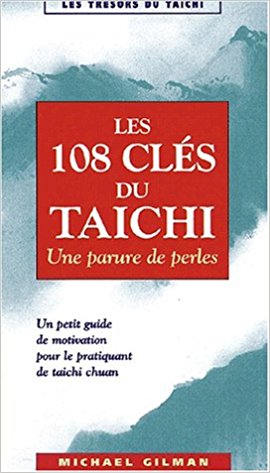 LES TRÉSORS DU TAICHI
LES
108 CLÉS
DU
TAICHI
Une parure de perles
Un petit guide
de motivation
pour le pratiquant
de taichi chuan
MICHAEL GILMAN